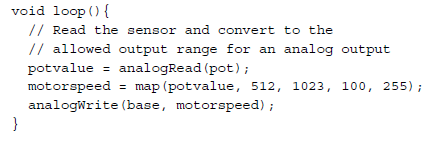 void loop(){
// Read the sensor and convert to the
// allowed output range for an analog output
potvalue = analogRead(pot);
motorspeed = map(potvalue, 512, 1023, 100, 255);
analogWrite(base, motorspeed);
}